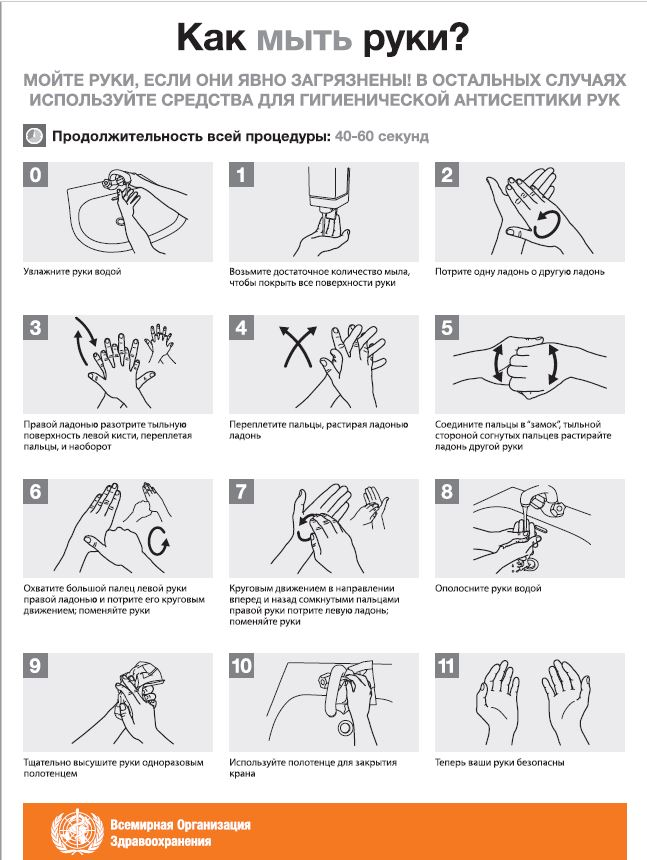 Как мыть руки?
МОЙТЕ РУКИ, ЕСЛИ ОНИ ЯВНО ЗАГРЯЗНЕНЫ! В ОСТАЛЬНЫХ СЛУЧАЯХ
ИСПОЛЬЗУЙТЕ СРЕДСТВА ДЛЯ ГИГИЕНИЧЕСКОЙ АНТИСЕПТИКИ РУК
Продолжительность всей процедуры: 40-60 секунд
0
Увлажните руки водой
1
Возьмите достаточное количество мыла,
чтобы покрыть все поверхности руки
2
Потрите одну ладонь о другую ладонь
3
Правой ладонью разотрите тыльную
поверхность левой кисти, переплетая
пальцы, и наоборот
4
Переплетите пальцы, растирая ладонью
ладонь
5
Соедините пальцы в "замок", тыльной
стороной согнутых пальцев растирайте
ладонь другой руки
6
Охватите большой палец левой руки
правой ладонью и потрите его круговым
движением; поменяйте руки
7
Круговым движением в направлении
вперед и назад сомкнутыми пальцами
правой руки потрите левую ладонь;
поменяйте руки
8
Ополосните руки водой
9
Тщательно высушите руки одноразовым
полотенцем
10
Используйте полотенце для закрытия
крана
11
Теперь ваши руки безопасны
Всемирная Организация
Здравоохранения